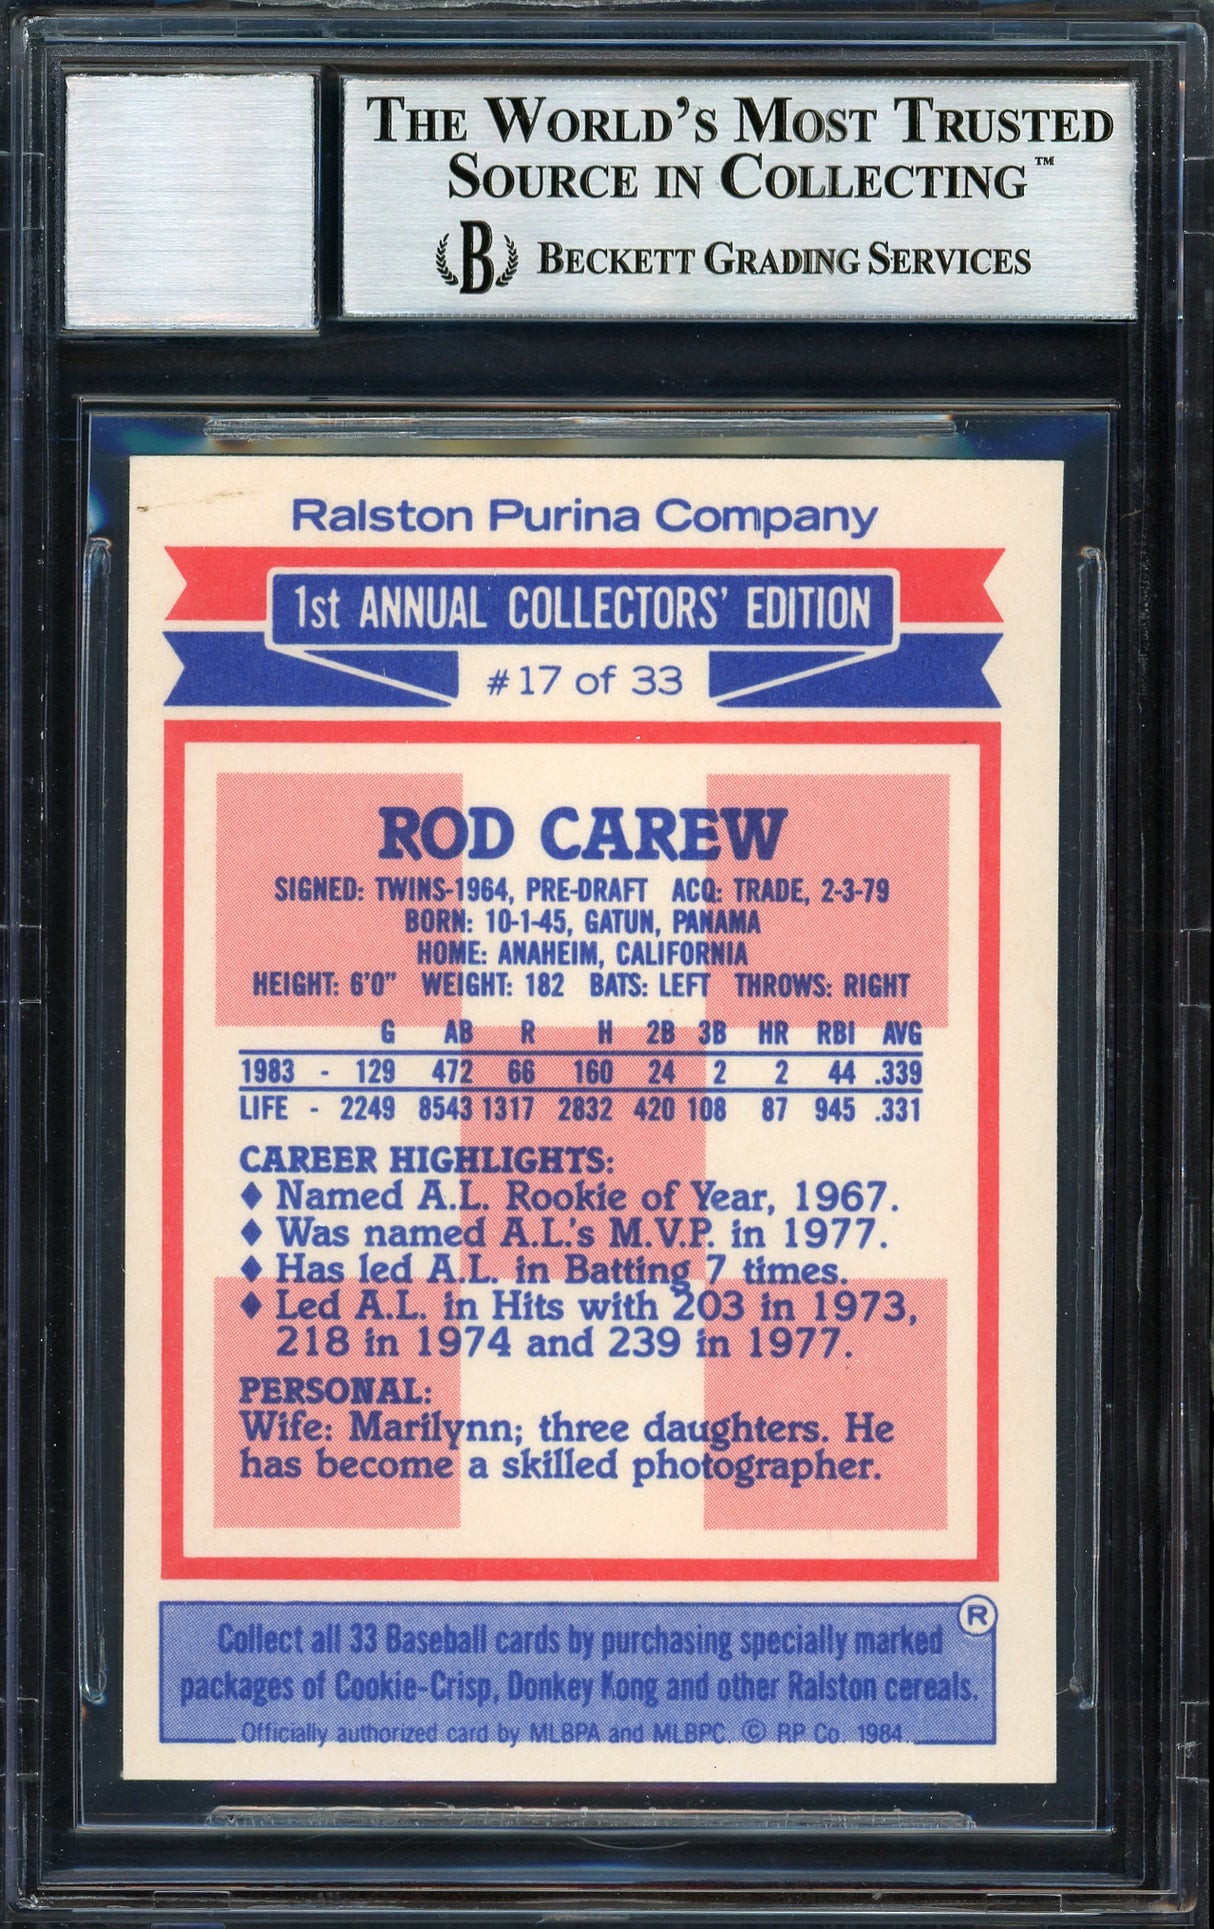 THE WORLD'S MOST TRUSTED
SOURCE IN COLLECTING™
B BECKETT GRADING SERVICES
Ralston Purina Company
1st ANNUAL COLLECTORS' EDITION
#17 of 33
ROD CAREW
SIGNED: TWINS-1964, PRE-DRAFT ACQ: TRADE, 2-3-79
BORN: 10-1-45, GATUN, PANAMA
HOME: ANAHEIM, CALIFORNIA
HEIGHT: 6'0" WEIGHT: 182 BATS: LEFT THROWS: RIGHT
G AB R H 2B 3B HR RBI AVG
1983 - 129 472 66 160 24 2 2 44 .339
LIFE - 2249 8543 1317 2832 420 108 87 945 .331
CAREER HIGHLIGHTS:
♦ Named A.L. Rookie of Year, 1967.
♦ Was named A.L.'s M.V.P. in 1977.
♦ Has led A.L. in Batting 7 times.
♦ Led A.L. in Hits with 203 in 1973,
218 in 1974 and 239 in 1977.
PERSONAL:
Wife: Marilynn; three daughters. He
has become a skilled photographer.
®
Collect all 33 Baseball cards by purchasing specially marked
packages of Cookie-Crisp, Donkey Kong and other Ralston cereals.
Officially authorized card by MLBPA and MLBPC. © RP Co. 1984